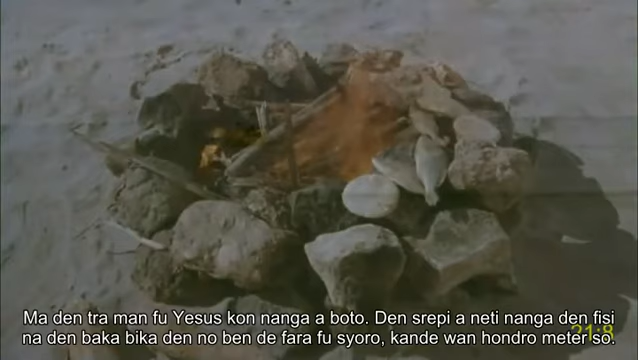 Ma den tra man fu Yesus kon nanga a boto. Den srepi a neti nanga den fisi
na den baka bika den no ben de fara fu syoro, kande wan hondro meter so.
21:8